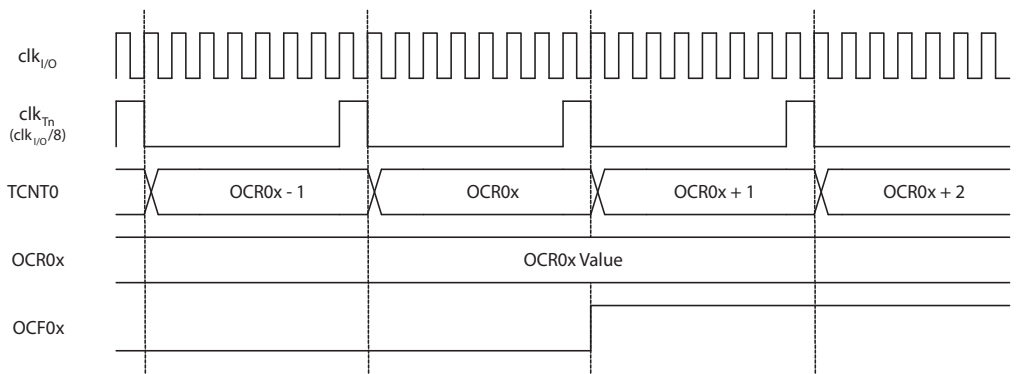 clkI/O
clkTn
(clkI/O/8)
TCNT0 OCR0x - 1 OCR0x OCR0x + 1 OCR0x + 2
OCR0x OCR0x Value
OCF0x